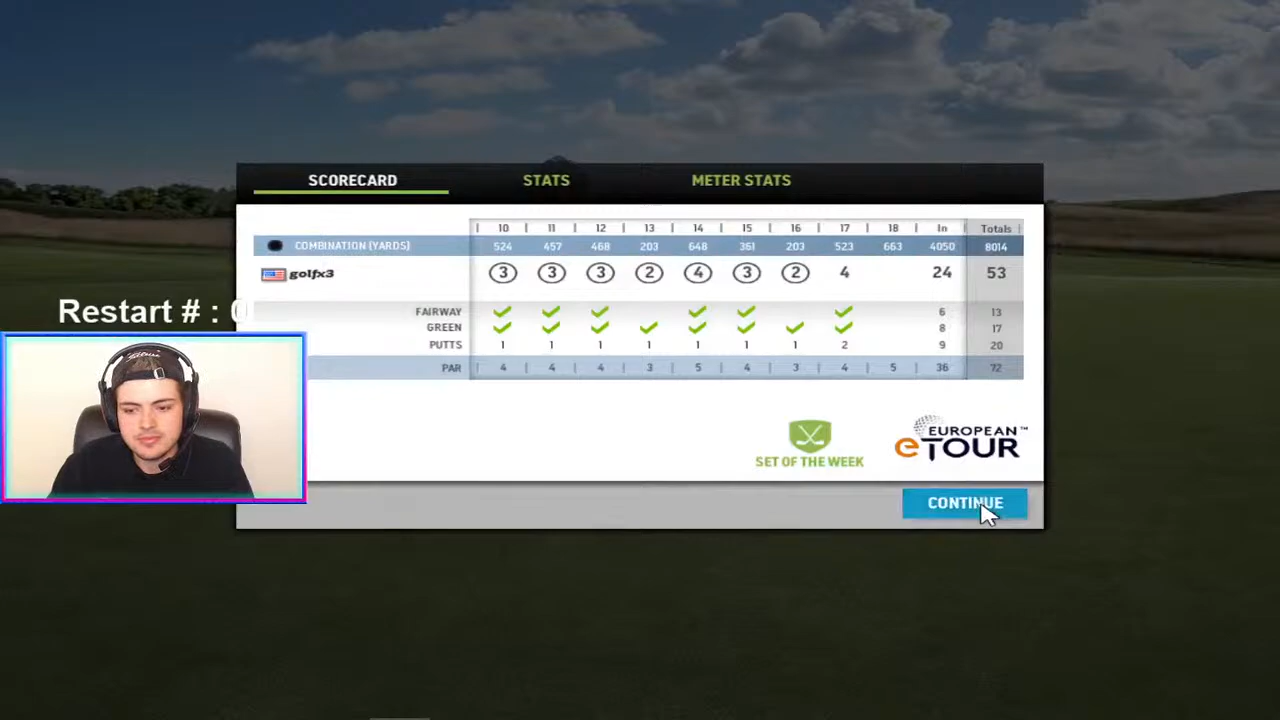 SCORECARD STATS METER STATS
10 11 12 13 14 15 16 17 18 In Totals
COMBINATION (YARDS) 524 457 468 203 648 361 203 523 663 4050 8014
golfx3 3 3 3 2 4 3 2 4 24 53
Restart # : 0
FAIRWAY 6 13
GREEN 8 17
PUTTS 1 1 1 1 1 1 1 2 9 20
PAR 4 4 4 3 5 4 3 4 5 36 72
SET OF THE WEEK
EUROPEAN™
eTOUR
CONTINUE